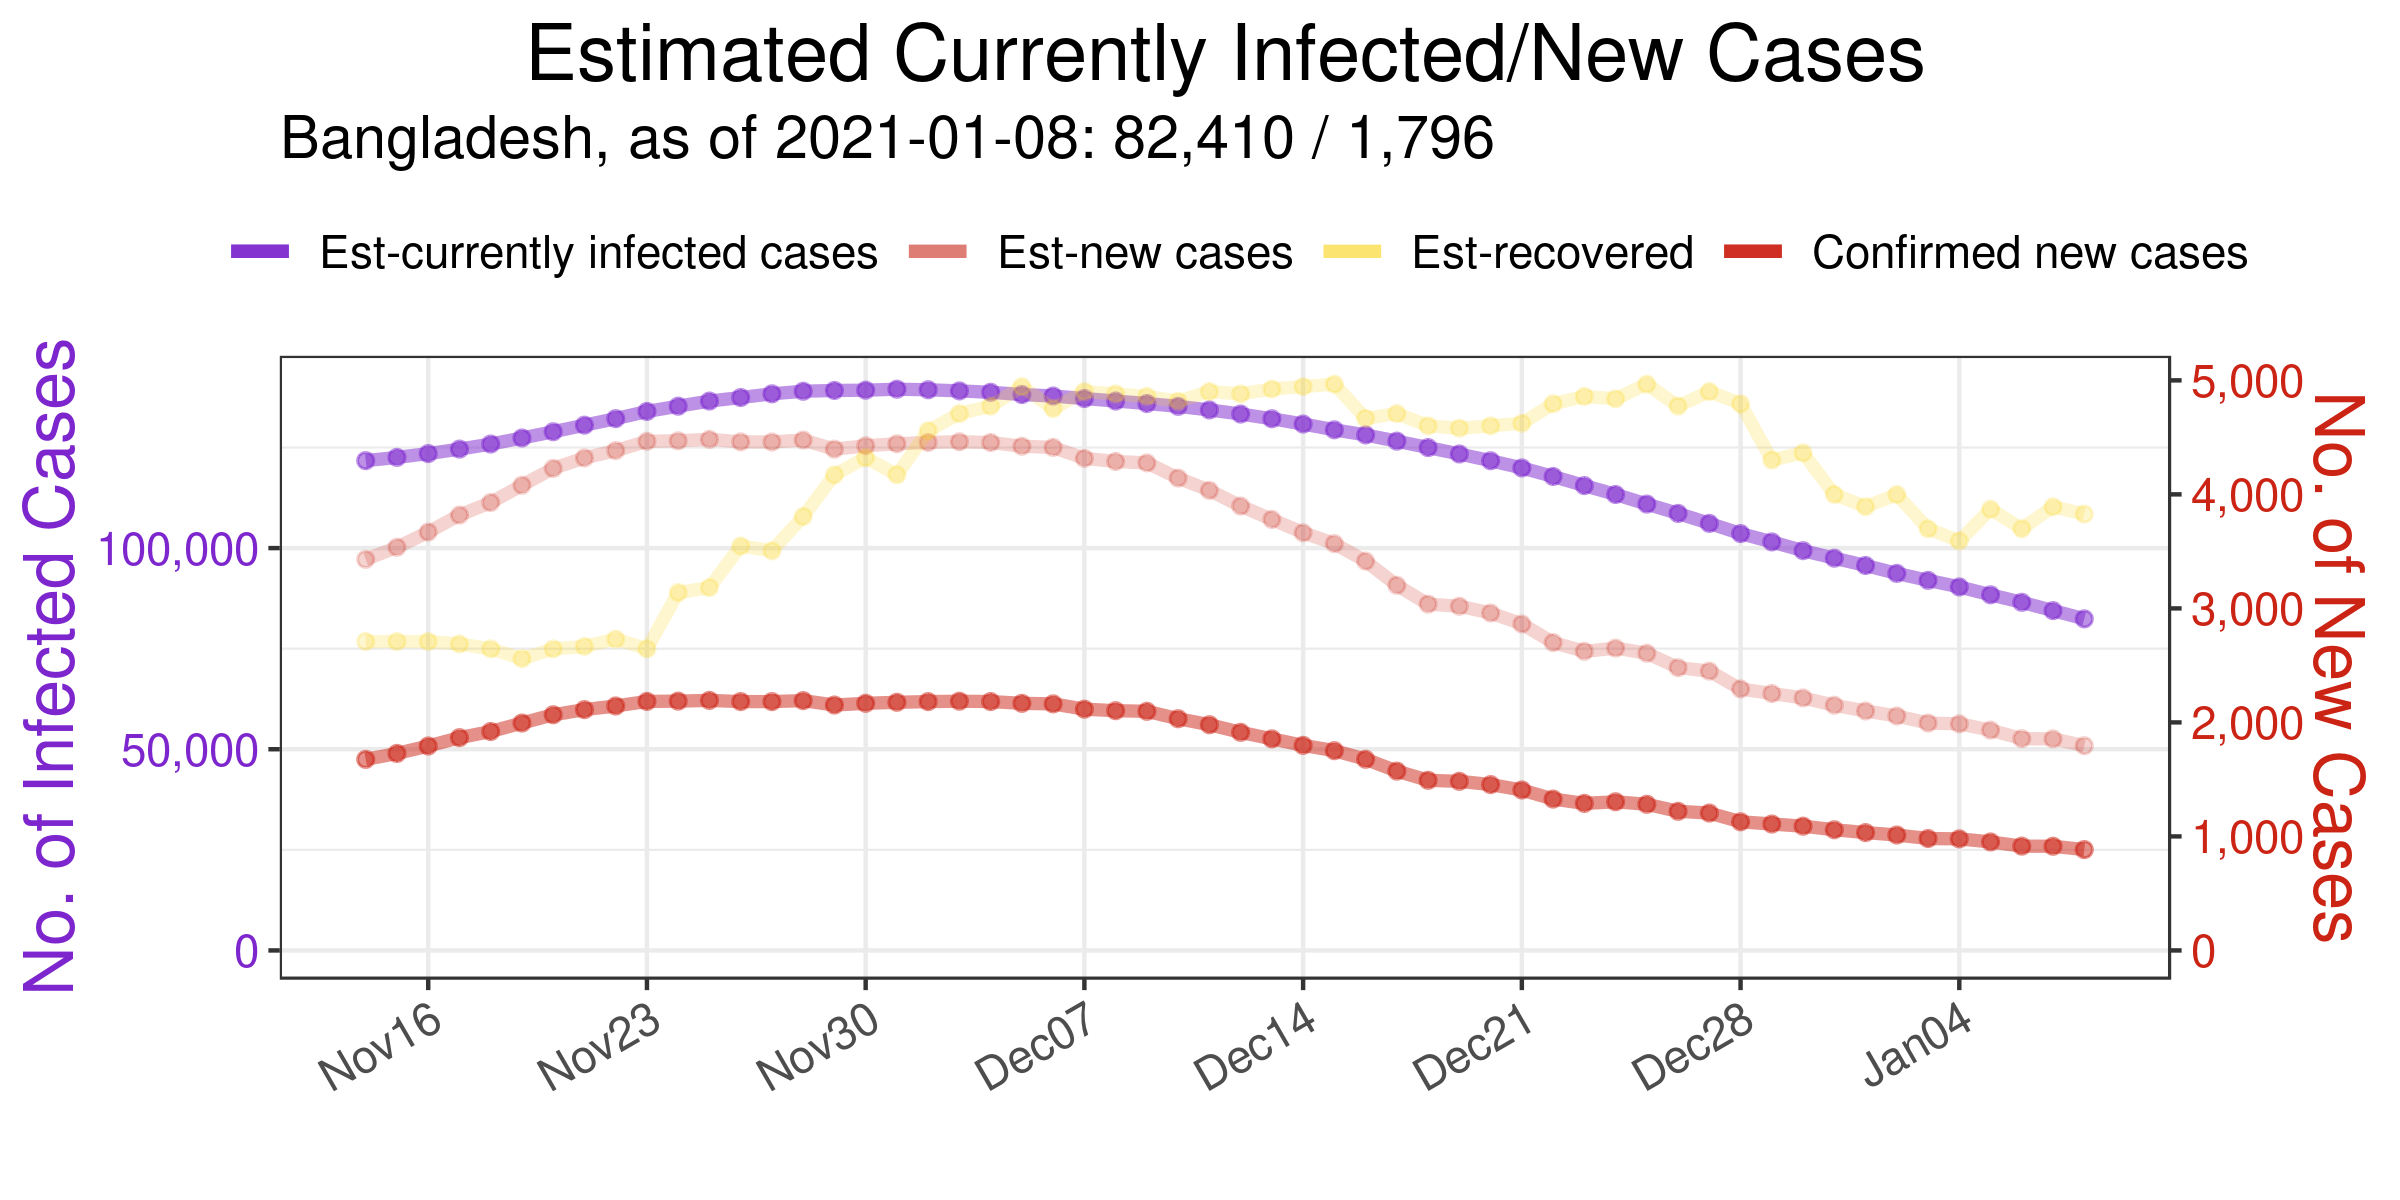 Estimated Currently Infected/New Cases
Bangladesh, as of 2021-01-08: 82,410 / 1,796
Est-currently infected cases Est-new cases Est-recovered Confirmed new cases
No. of Infected Cases
100,000
50,000
0
5,000
4,000
3,000
2,000
1,000
0
No. of New Cases
Nov16 Nov23 Nov30 Dec07 Dec14 Dec21 Dec28 Jan04